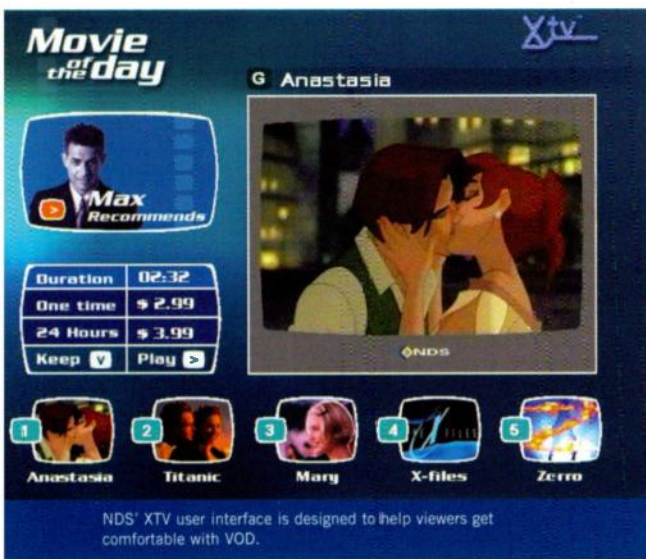 Movie
of
the day
Xtv
G Anastasia
Max
Recommends
Duration 02:32
One time $ 2.99
24 Hours $ 3.99
Keep V Play >
NDS
1 2 3 4 5
X FILES
Anastasia Titanic Mary X-files Zerro
NDS' XTV user interface is designed to help viewers get
comfortable with VOD.